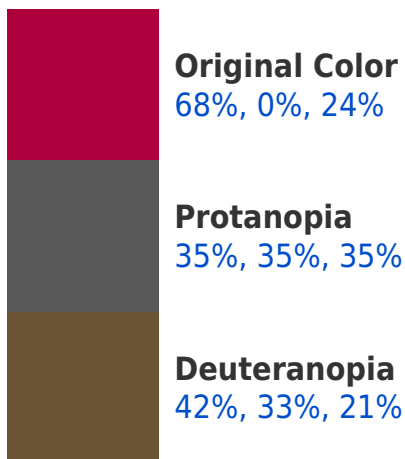 Original Color
68%, 0%, 24%
Protanopia
35%, 35%, 35%
Deuteranopia
42%, 33%, 21%